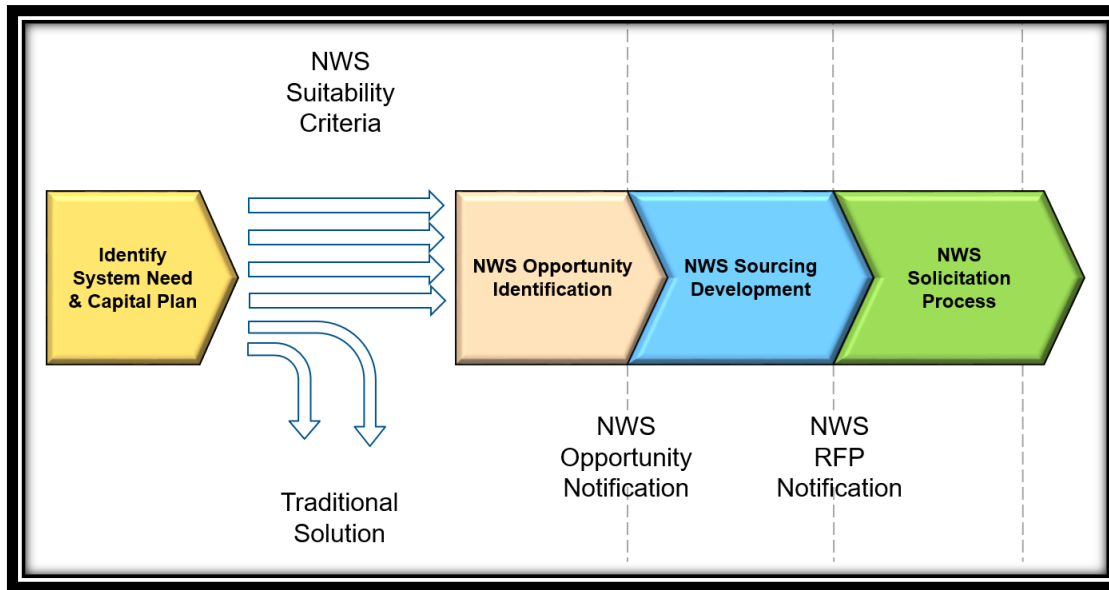 NWS
Suitability
Criteria
Identify
System Need
& Capital Plan
NWS Opportunity
Identification
NWS Sourcing
Development
NWS
Solicitation
Process
NWS
Opportunity
Notification
NWS
RFP
Notification
Traditional
Solution